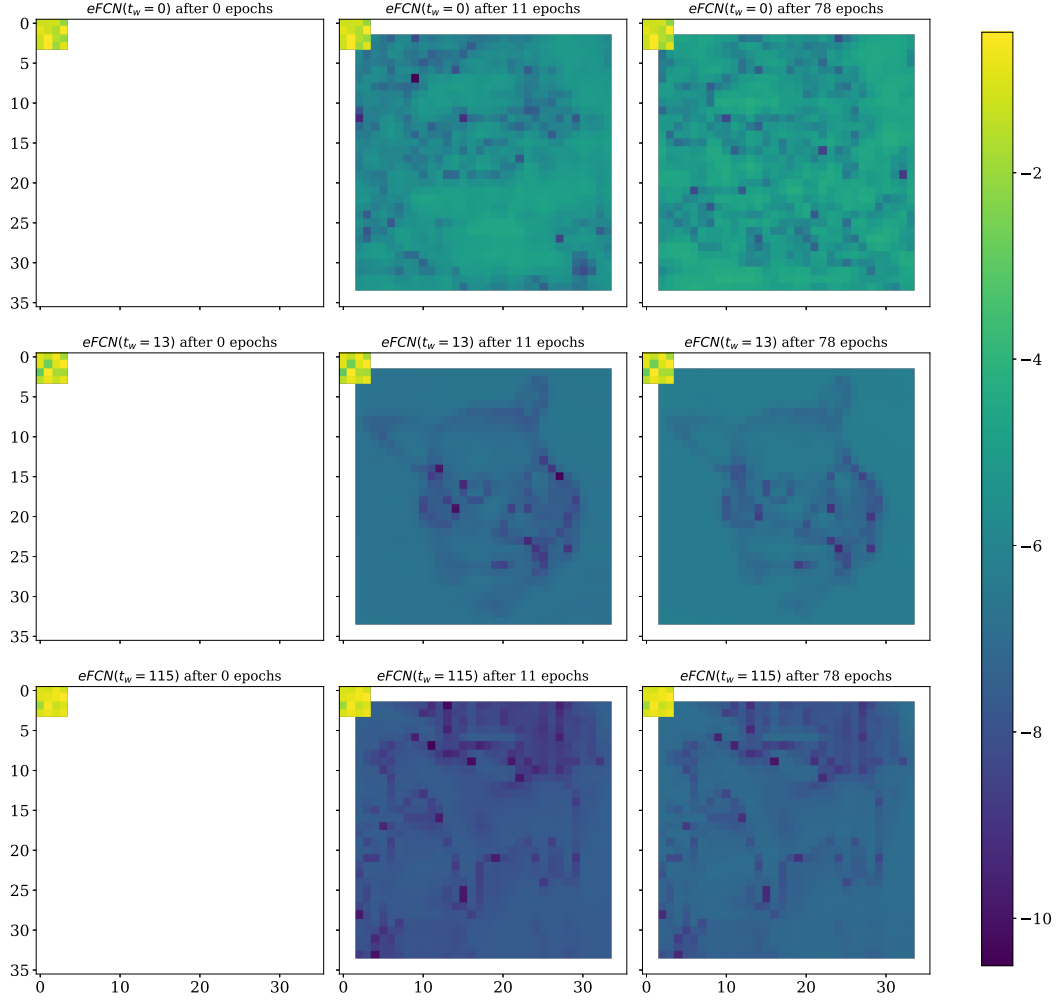 eFCN(t_w = 0) after 0 epochs
eFCN(t_w = 0) after 11 epochs
eFCN(t_w = 0) after 78 epochs
0
5
10
15
20
25
30
35
−2
−4
−6
−8
−10
eFCN(t_w = 13) after 0 epochs
eFCN(t_w = 13) after 11 epochs
eFCN(t_w = 13) after 78 epochs
0
5
10
15
20
25
30
35
eFCN(t_w = 115) after 0 epochs
eFCN(t_w = 115) after 11 epochs
eFCN(t_w = 115) after 78 epochs
0
5
10
15
20
25
30
35
0 10 20 30
0 10 20 30
0 10 20 30